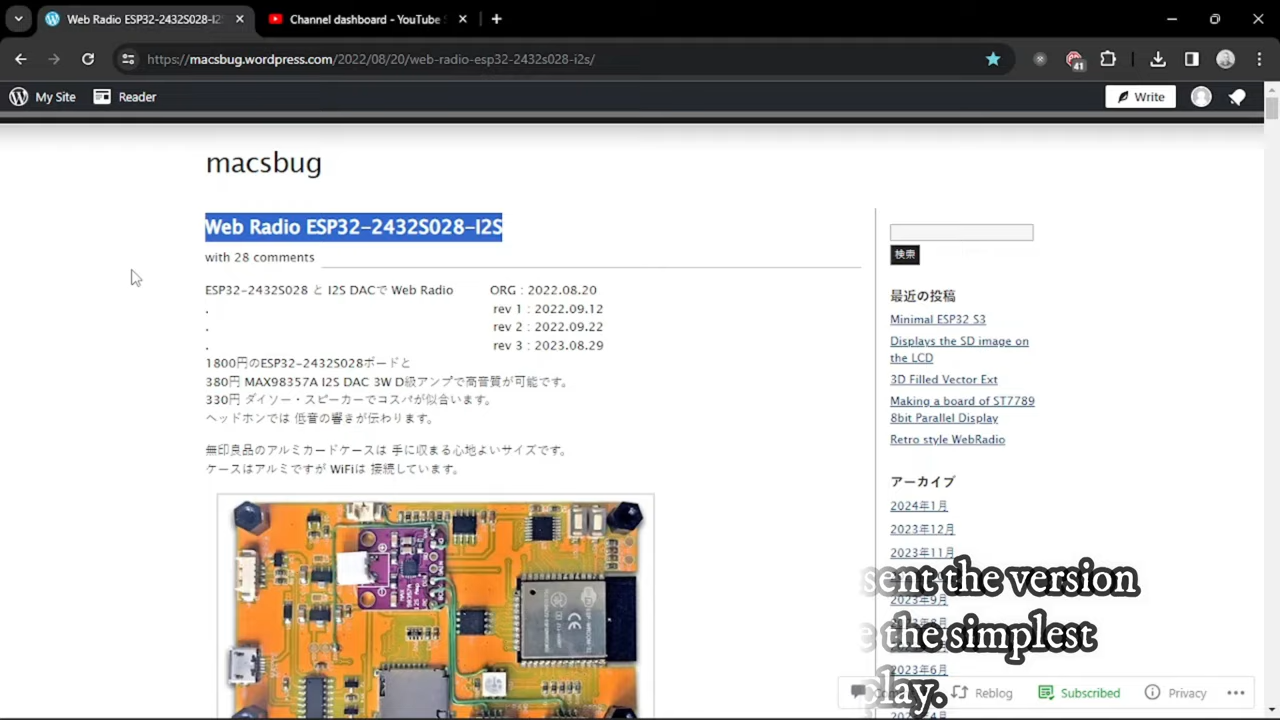 Web Radio ESP32-2432S028-I2
Channel dashboard - YouTube
https://macsbug.wordpress.com/2022/08/20/web-radio-esp32-2432s028-i2s/
41
My Site
Reader
Write
macsbug
Web Radio ESP32-2432S028-I2S
with 28 comments
ESP32-2432S028 と I2S DACで Web Radio ORG : 2022.08.20
. rev 1 : 2022.09.12
. rev 2 : 2022.09.22
. rev 3 : 2023.08.29
1800円のESP32-2432S028ボードと
380円 MAX98357A I2S DAC 3W D級アンプで高音質が可能です。
330円 ダイソー・スピーカーでコスパが似合います。
ヘッドホンでは 低音の響きが伝わります。
無印良品のアルミカードケースは 手に収まる心地よいサイズです。
ケースはアルミですが WiFiは 接続しています。
検索
最近の投稿
Minimal ESP32 S3
Displays the SD image on
the LCD
3D Filled Vector Ext
Making a board of ST7789
8bit Parallel Display
Retro style WebRadio
アーカイブ
2024年1月
2023年12月
2023年11月
2023年9月
2023年6月
sent the version
the simplest
play.
Reblog
Subscribed
Privacy